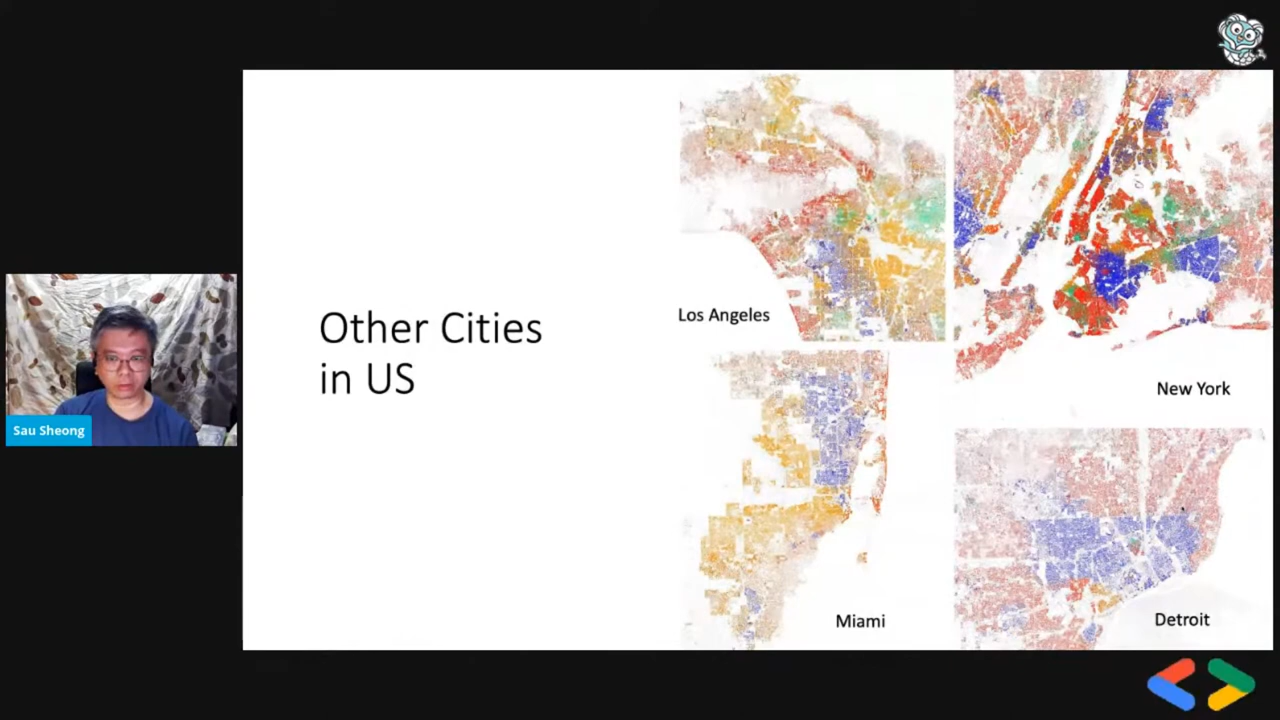 Sau Sheong
Other Cities
in US
Los Angeles
New York
Miami
Detroit